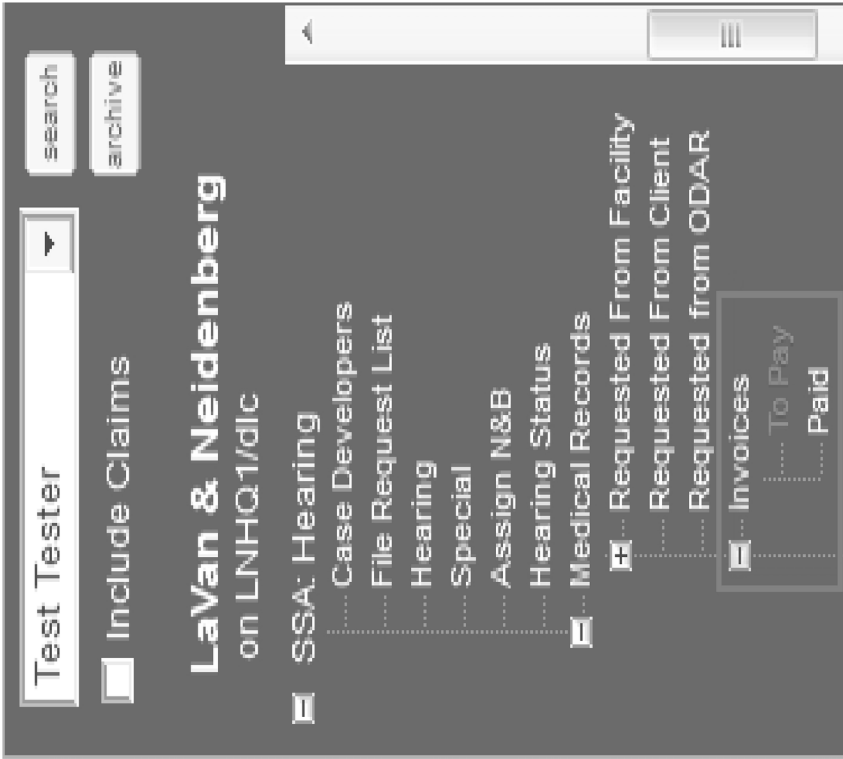 Test Tester
search
Include Claims
archive
LaVan & Neidenberg
on LNHQ1/dlc
SSA: Hearing
Case Developers
File Request List
Hearing
Special
Assign N&B
Hearing Status
Medical Records
Requested From Facility
Requested From Client
Requested from ODAR
Invoices
To Pay
Paid